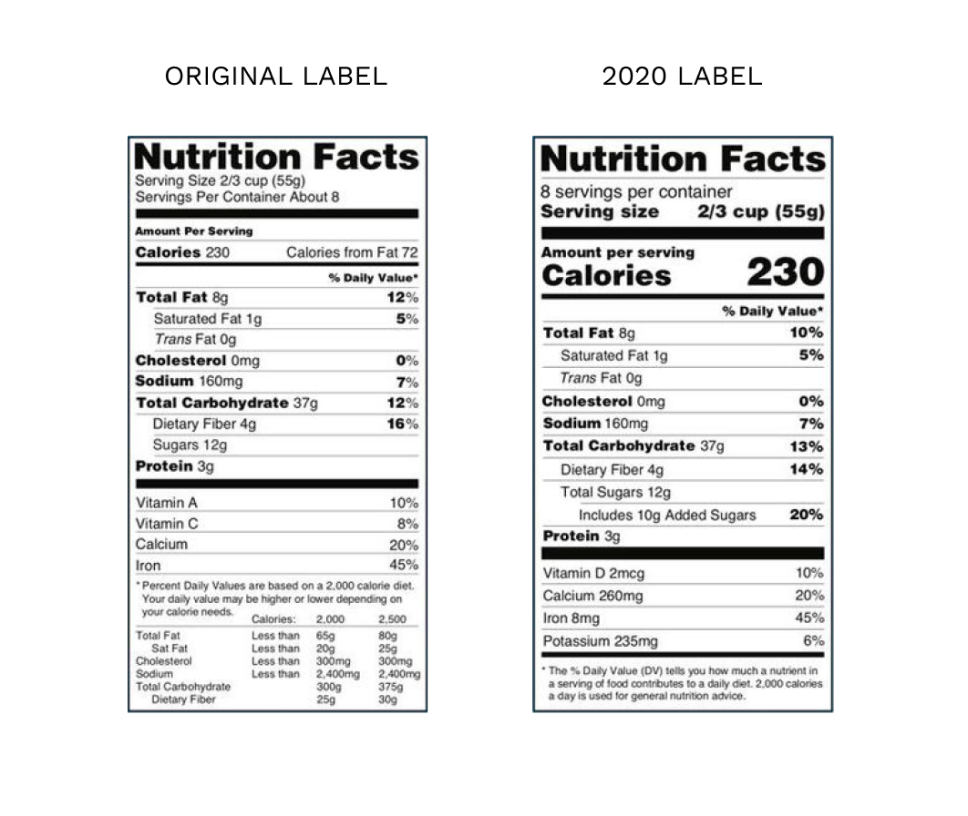 ORIGINAL LABEL
Nutrition Facts
Serving Size 2/3 cup (55g)
Servings Per Container About 8
Amount Per Serving
Calories 230 Calories from Fat 72
% Daily Value*
Total Fat 8g 12%
Saturated Fat 1g 5%
Trans Fat 0g
Cholesterol 0mg 0%
Sodium 160mg 7%
Total Carbohydrate 37g 12%
Dietary Fiber 4g 16%
Sugars 12g
Protein 3g
Vitamin A 10%
Vitamin C 8%
Calcium 20%
Iron 45%
* Percent Daily Values are based on a 2,000 calorie diet.
Your daily value may be higher or lower depending on
your calorie needs.
Calories: 2,000 2,500
Total Fat Less than 65g 80g
Sat Fat Less than 20g 25g
Cholesterol Less than 300mg 300mg
Sodium Less than 2,400mg 2,400mg
Total Carbohydrate 300g 375g
Dietary Fiber 25g 30g
2020 LABEL
Nutrition Facts
8 servings per container
Serving size 2/3 cup (55g)
Amount per serving
Calories 230
% Daily Value*
Total Fat 8g 10%
Saturated Fat 1g 5%
Trans Fat 0g
Cholesterol 0mg 0%
Sodium 160mg 7%
Total Carbohydrate 37g 13%
Dietary Fiber 4g 14%
Total Sugars 12g
Includes 10g Added Sugars 20%
Protein 3g
Vitamin D 2mcg 10%
Calcium 260mg 20%
Iron 8mg 45%
Potassium 235mg 6%
* The % Daily Value (DV) tells you how much a nutrient in
a serving of food contributes to a daily diet. 2,000 calories
a day is used for general nutrition advice.